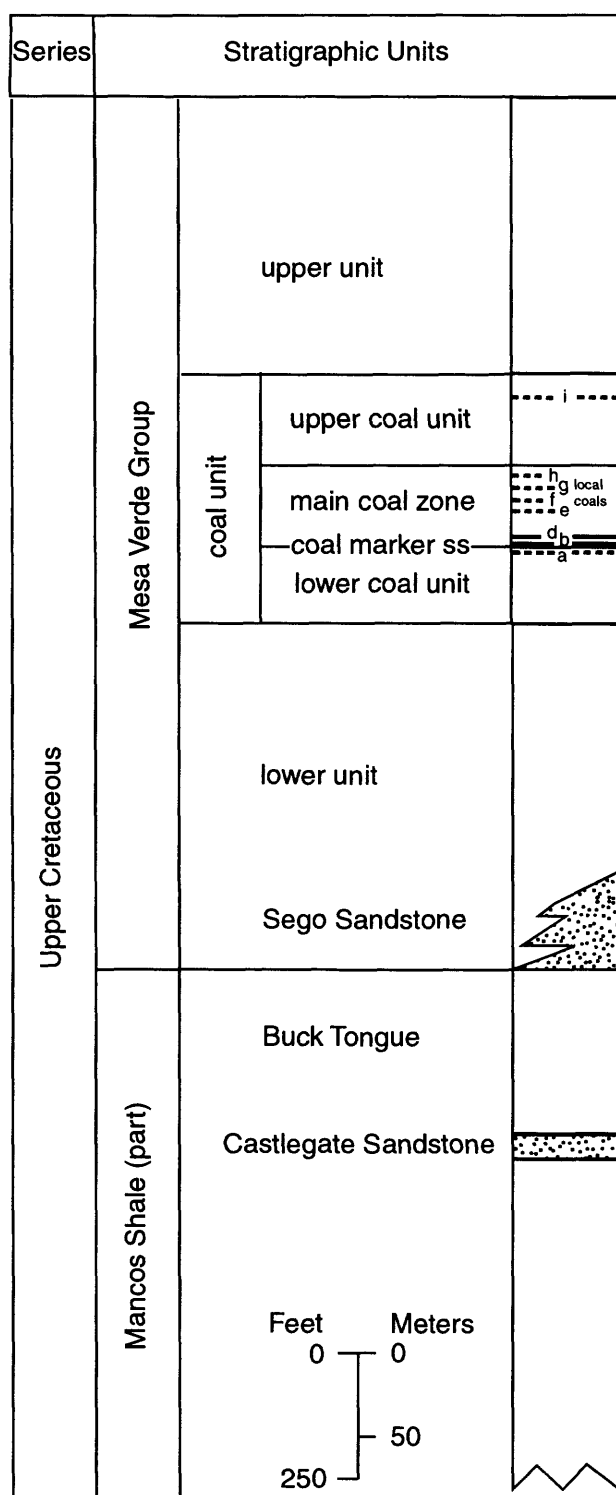 Series Stratigraphic Units
Upper Cretaceous
Mesa Verde Group
upper unit
coal unit
upper coal unit
i
main coal zone
h
g local
f coals
e
d
coal marker ss
b
a
lower coal unit
lower unit
Sego Sandstone
Mancos Shale (part)
Buck Tongue
Castlegate Sandstone
Feet Meters
0 0
50
250